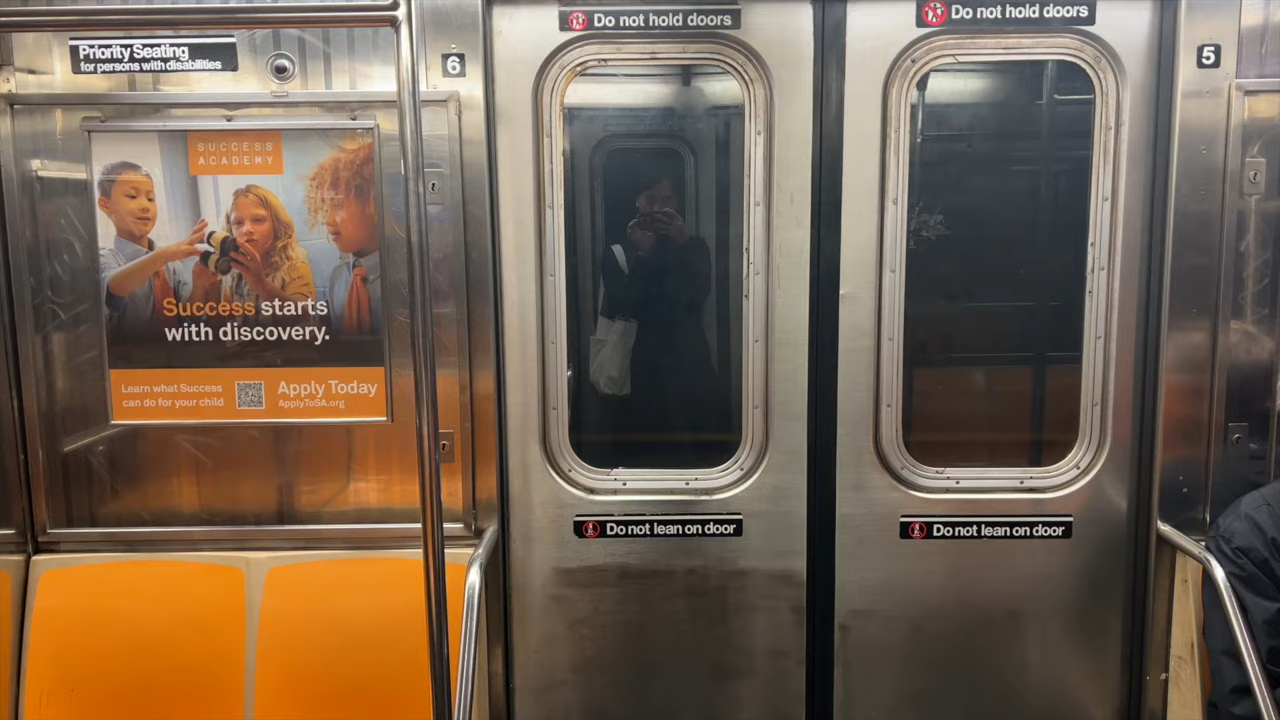 Priority Seating
for persons with disabilities
6
Do not hold doors
Do not hold doors
5
SUCCESS
ACADEMY
Success starts
with discovery.
Learn what Success
can do for your child
Apply Today
ApplyToSA.org
Do not lean on door
Do not lean on door